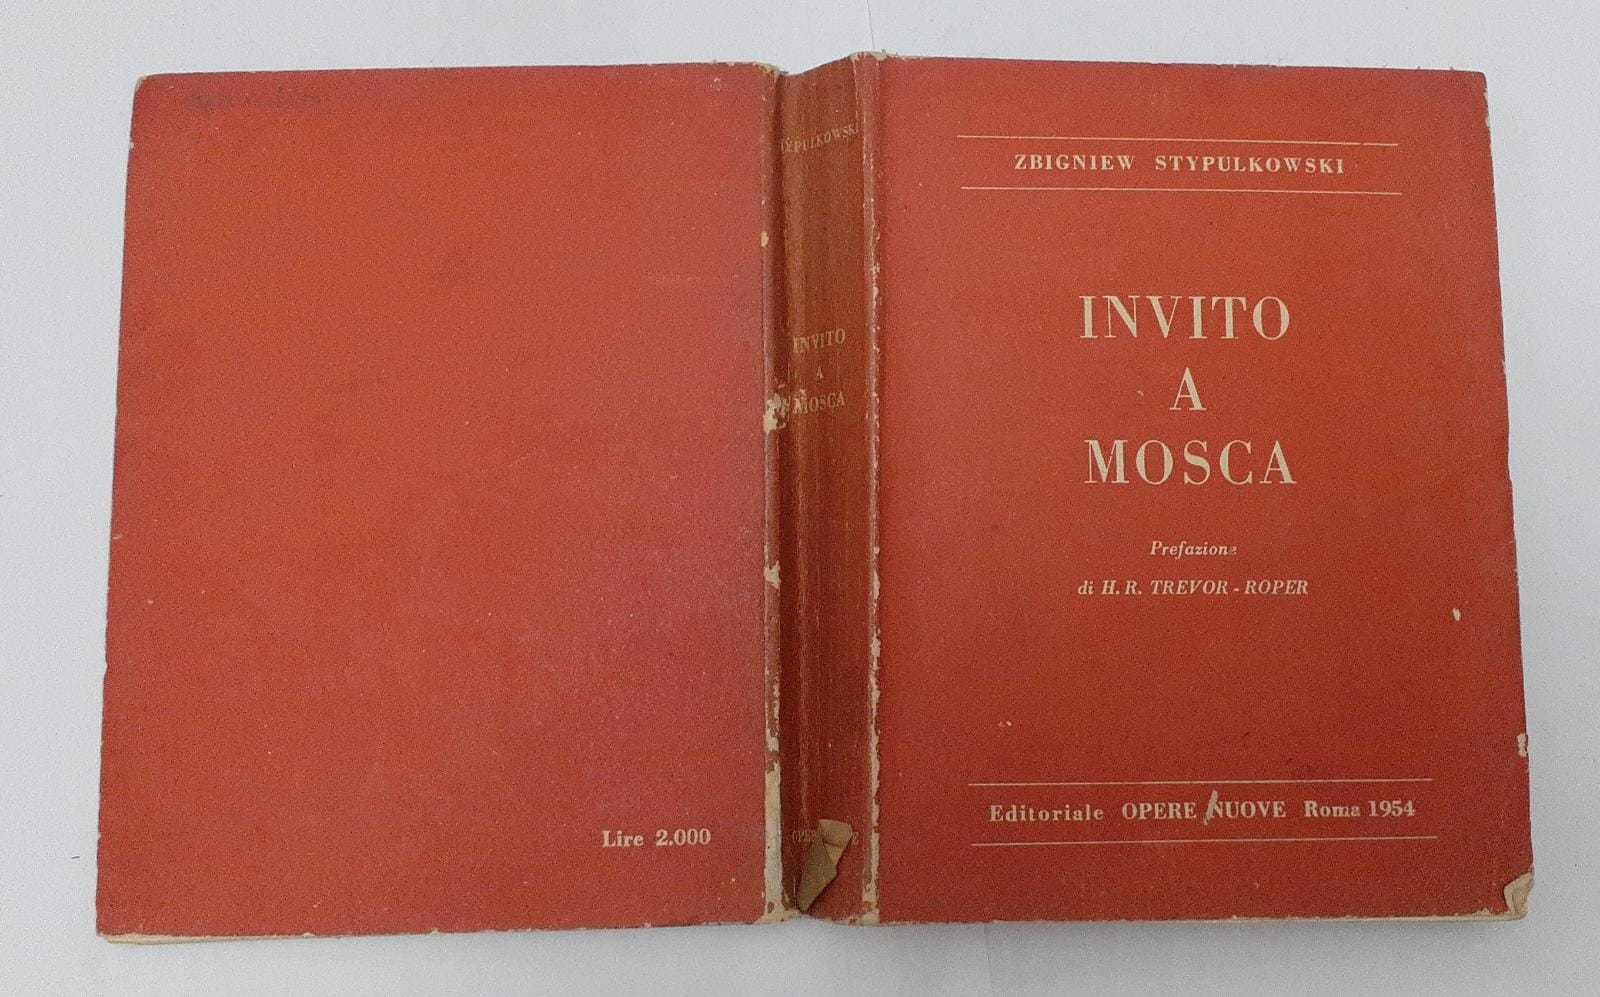 ZBIGNIEW STYPULKOWSKI
INVITO
A
MOSCA
Prefazione
di H. R. TREVOR - ROPER
Editoriale OPERE NUOVE Roma 1954
INVITO
A
MOSCA
Lire 2.000